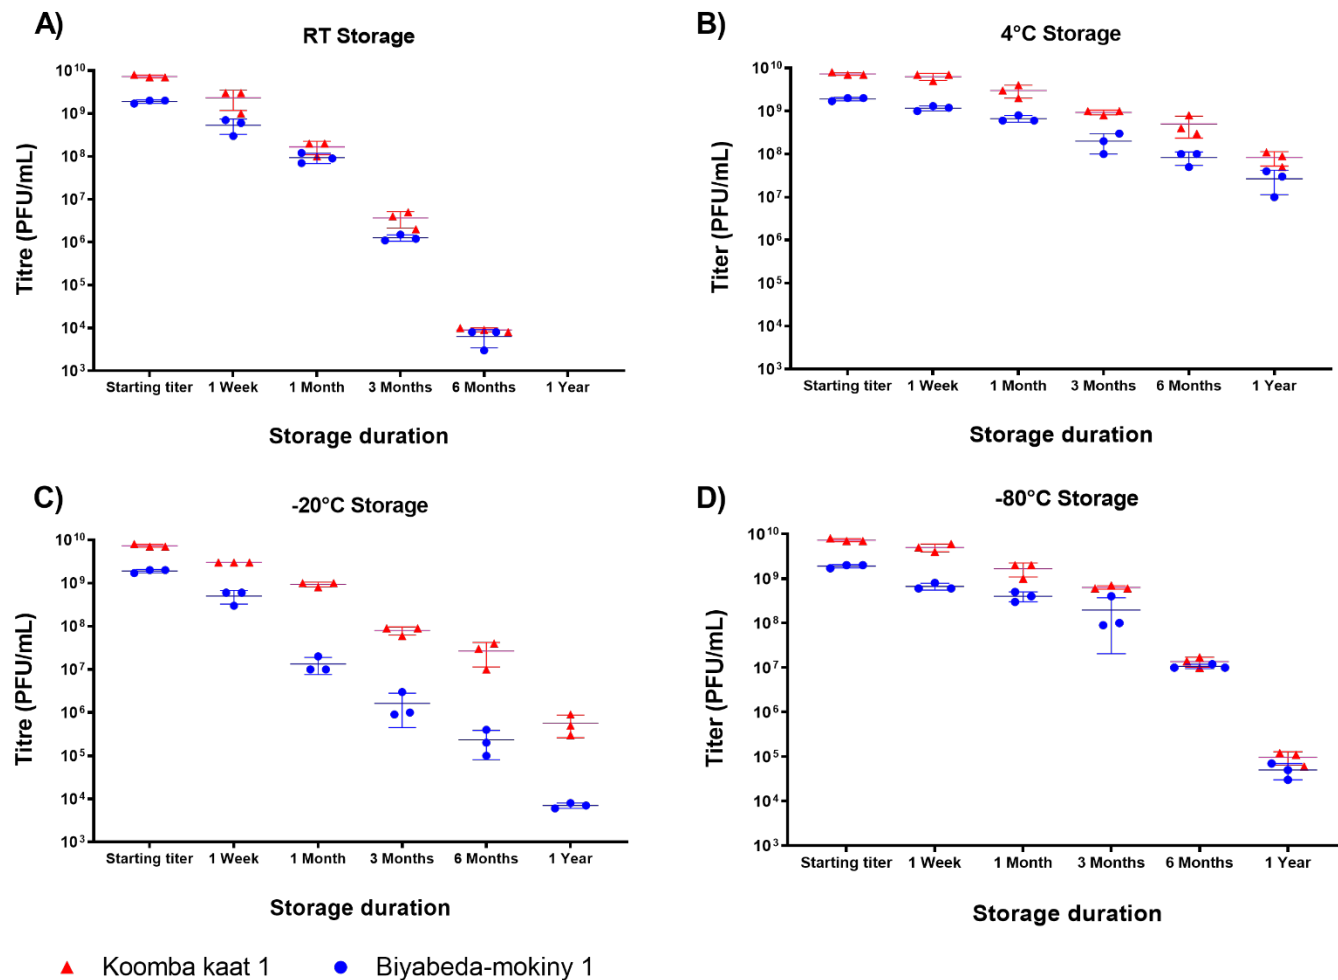 A)
RT Storage
Titre (PFU/mL)
10^10
10^9
10^8
10^7
10^6
10^5
10^4
10^3
Starting titer 1 Week 1 Month 3 Months 6 Months 1 Year
Storage duration
B)
4°C Storage
Titer (PFU/mL)
10^10
10^9
10^8
10^7
10^6
10^5
10^4
10^3
Starting titer 1 Week 1 Month 3 Months 6 Months 1 Year
Storage duration
C)
-20°C Storage
Titre (PFU/mL)
10^10
10^9
10^8
10^7
10^6
10^5
10^4
10^3
Starting titer 1 Week 1 Month 3 Months 6 Months 1 Year
Storage duration
D)
-80°C Storage
Titer (PFU/mL)
10^10
10^9
10^8
10^7
10^6
10^5
10^4
10^3
Starting titer 1 Week 1 Month 3 Months 6 Months 1 Year
Storage duration
Koomba kaat 1 Biyabeda-mokiny 1